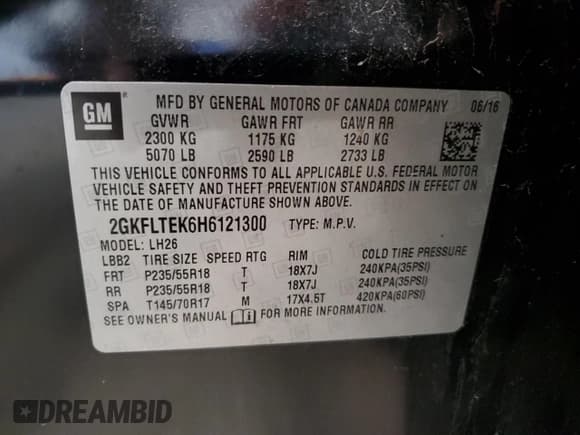 GM
MFD BY GENERAL MOTORS OF CANADA COMPANY 06/16
GVWR GAWR FRT GAWR RR
2300 KG 1175 KG 1240 KG
5070 LB 2590 LB 2733 LB
THIS VEHICLE CONFORMS TO ALL APPLICABLE U.S. FEDERAL MOTOR
VEHICLE SAFETY AND THEFT PREVENTION STANDARDS IN EFFECT ON
THE DATE OF MANUFACTURE SHOWN ABOVE.
2GKFLTEK6H6121300 TYPE: M.P.V.
MODEL: LH26
LBB2 TIRE SIZE SPEED RTG RIM COLD TIRE PRESSURE
FRT P235/55R18 T 18X7J 240KPA(35PSI)
RR P235/55R18 T 18X7J 240KPA(35PSI)
SPA T145/70R17 M 17X4.5T 420KPA(60PSI)
SEE OWNER'S MANUAL FOR MORE INFORMATION.
DREAMBID